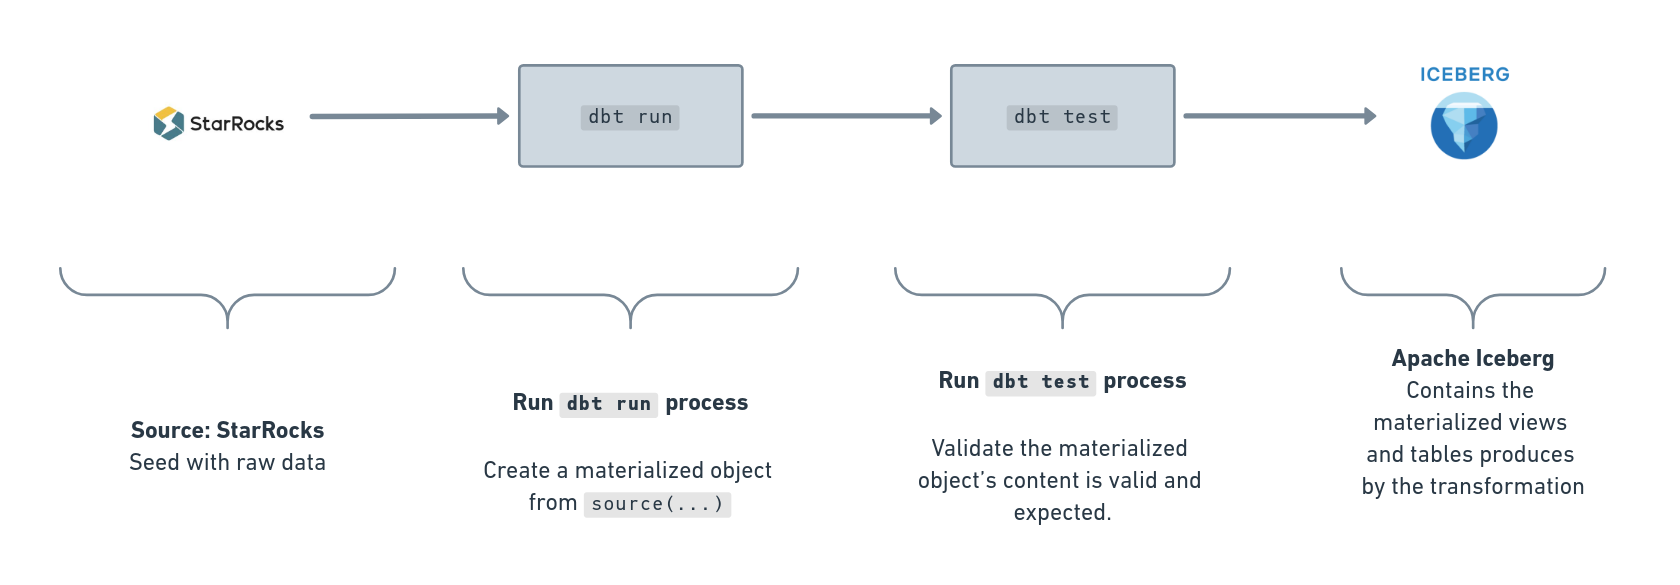 StarRocks
dbt run
dbt test
ICEBERG
Source: StarRocks
Seed with raw data
Run dbt run process
Create a materialized object
from source(...)
Run dbt test process
Validate the materialized
object's content is valid and
expected.
Apache Iceberg
Contains the
materialized views
and tables produces
by the transformation